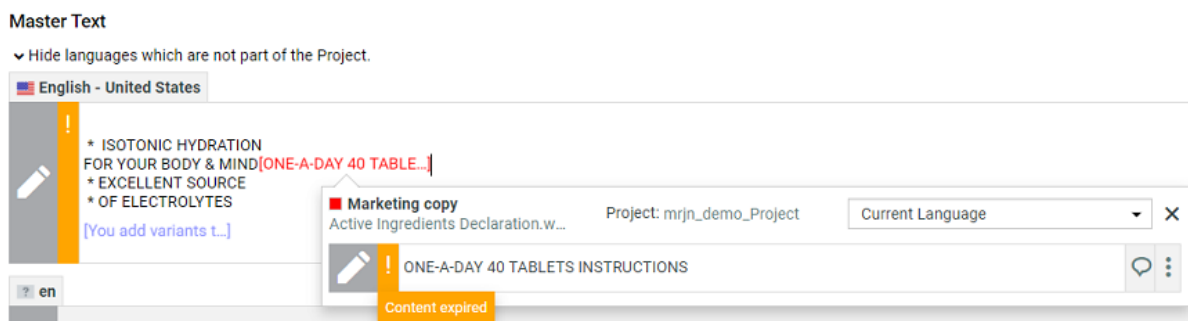 Master Text
Hide languages which are not part of the Project.
English - United States
!
* ISOTONIC HYDRATION
FOR YOUR BODY & MIND[ONE-A-DAY 40 TABLE...]
* EXCELLENT SOURCE
* OF ELECTROLYTES
[You add variants t...]
Marketing copy
Active Ingredients Declaration.w...
Project: mrjn_demo_Project
Current Language
! ONE-A-DAY 40 TABLETS INSTRUCTIONS
Content expired
? en